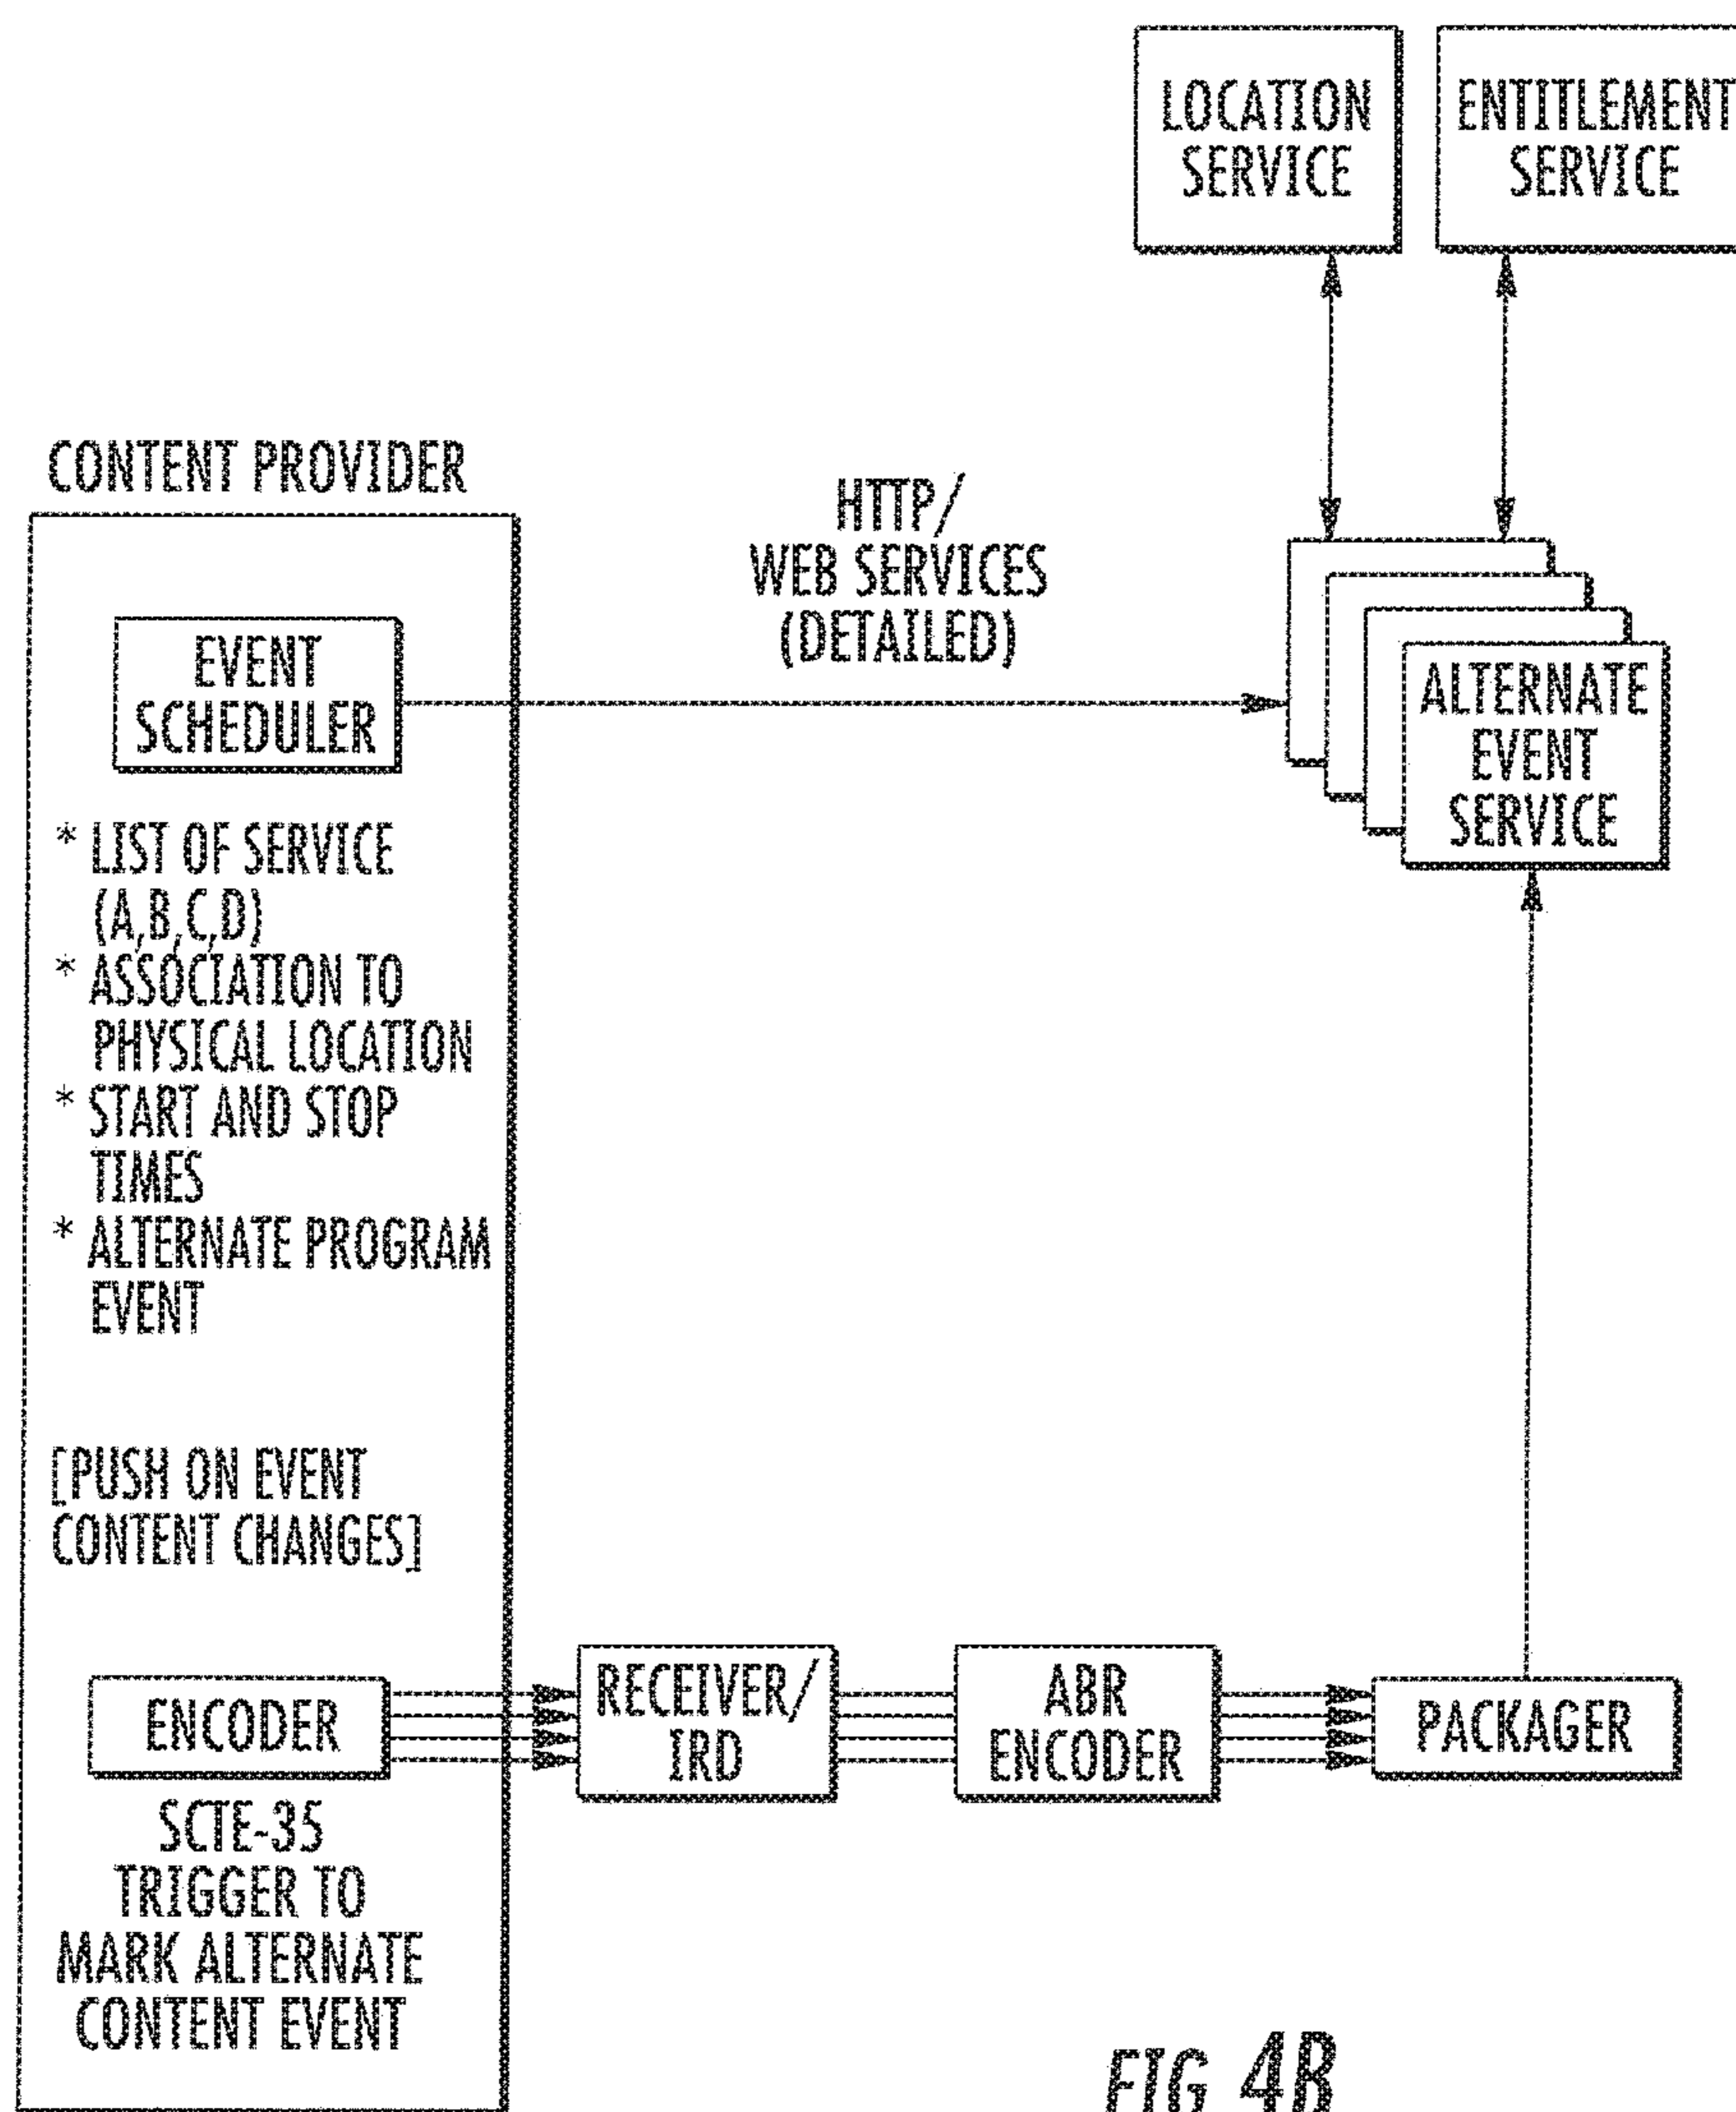 LOCATION
SERVICE
ENTITLEMENT
SERVICE
CONTENT PROVIDER
HTTP/
WEB SERVICES
(DETAILED)
EVENT
SCHEDULER
ALTERNATE
EVENT
SERVICE
* LIST OF SERVICE
(A,B,C,D)
* ASSOCIATION TO
PHYSICAL LOCATION
* START AND STOP
TIMES
* ALTERNATE PROGRAM
EVENT
[PUSH ON EVENT
CONTENT CHANGES]
ENCODER
RECEIVER/
IRD
ABR
ENCODER
PACKAGER
SCTE-35
TRIGGER TO
MARK ALTERNATE
CONTENT EVENT
FIG 4B